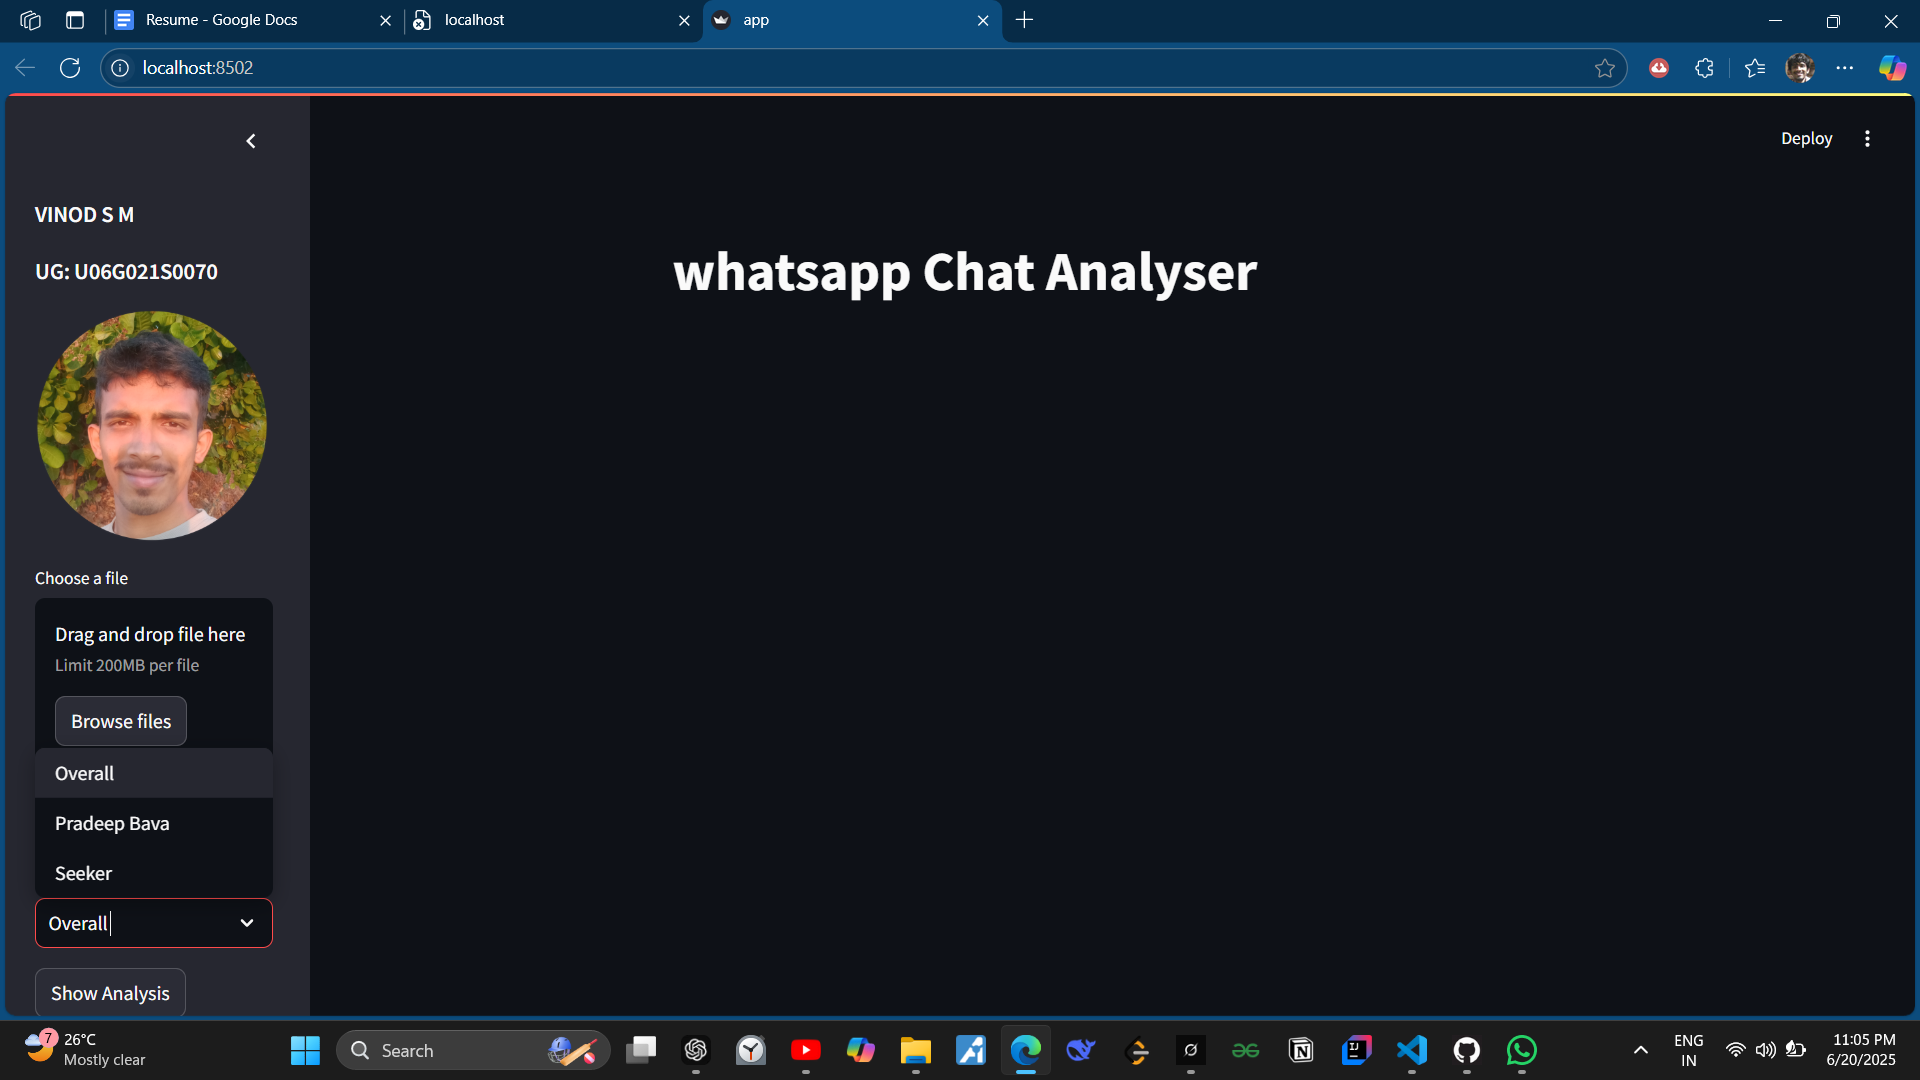 Resume - Google Docs
localhost
app
localhost:8502
Deploy
VINOD S M
UG: U06G021S0070
whatsapp Chat Analyser
Choose a file
Drag and drop file here
Limit 200MB per file
Browse files
Overall
Pradeep Bava
Seeker
Overall
Show Analysis
7
26°C
Mostly clear
Search
IJ
ENG
IN
11:05 PM
6/20/2025